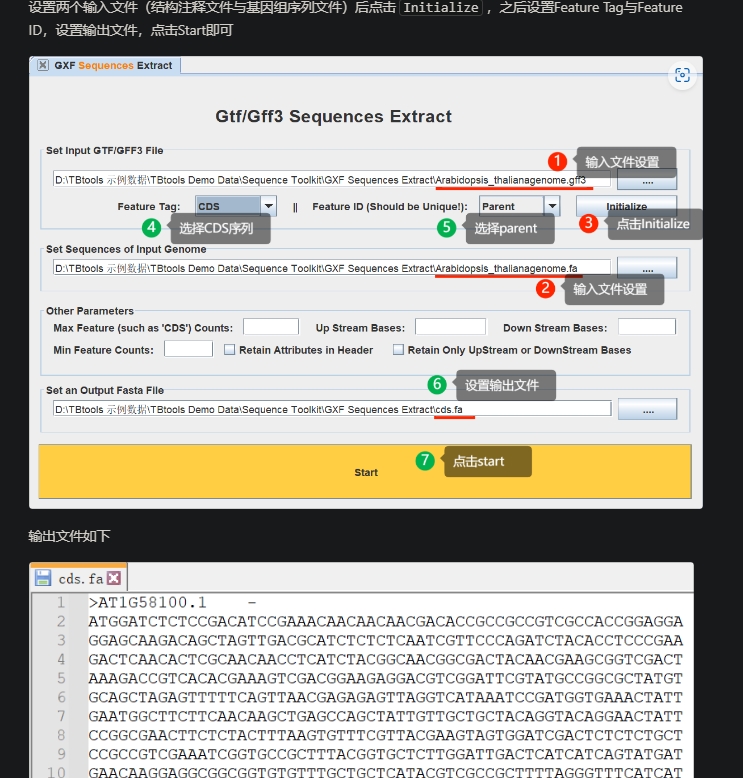 设置两个输入文件（结构注释文件与基因组序列文件）后点击 Initialize ，之后设置Feature Tag与Feature
ID，设置输出文件，点击Start即可
GXF Sequences Extract
Gtf/Gff3 Sequences Extract
Set Input GTF/GFF3 File
1 输入文件设置
D:\TBtools 示例数据\TBtools Demo Data\Sequence Toolkit\GXF Sequences Extract\Arabidopsis_thalianagenome.gff3
....
Feature Tag: CDS || Feature ID (Should be Unique!): Parent Initialize
4 选择CDS序列 5 选择parent 3 点击Initialize
Set Sequences of Input Genome
D:\TBtools 示例数据\TBtools Demo Data\Sequence Toolkit\GXF Sequences Extract\Arabidopsis_thalianagenome.fa
....
2 输入文件设置
Other Parameters
Max Feature (such as 'CDS') Counts: Up Stream Bases: Down Stream Bases:
Min Feature Counts: Retain Attributes in Header Retain Only UpStream or DownStream Bases
6 设置输出文件
Set an Output Fasta File
D:\TBtools 示例数据\TBtools Demo Data\Sequence Toolkit\GXF Sequences Extract\cds.fa
....
7 点击start
Start
输出文件如下
cds.fa
1 >AT1G58100.1 -
2 ATGGATCTCTCCGACATCCGAAACAACAACAACGACACCGCCGCCGTCGCCACCGGAGGA
3 GGAGCAAGACAGCTAGTTGACGCATCTCTCTCAATCGTTCCCAGATCTACACCTCCCGAA
4 GACTCAACACTCGCAACAACCTCATCTACGGCAACGGCGACTACAACGAAGCGGTCGACT
5 AAAGACCGTCACACGAAAGTCGACGGAAGAGGACGTCGGATTCGTATGCCGGCGCTATGT
6 GCAGCTAGAGTTTTTCAGTTAACGAGAGAGTTAGGTCATAAATCCGATGGTGAAACTATT
7 GAATGGCTTCTTCAACAAGCTGAGCCAGCTATTGTTGCTGCTACAGGTACAGGAACTATT
8 CCGGCGAACTTCTCTACTTTAAGTGTTTCGTTACGAAGTAGTGGATCGACTCTCTCTGCT
9 CCGCCGTCGAAATCGGTGCCGCTTTACGGTGCTCTTGGATTGACTCATCATCAGTATGAT
10 GAACAAGGAGGCGGCGGTGTGTTTGCTGCTCATACGTCGCCGCTTTTAGGGTTTCATCAT